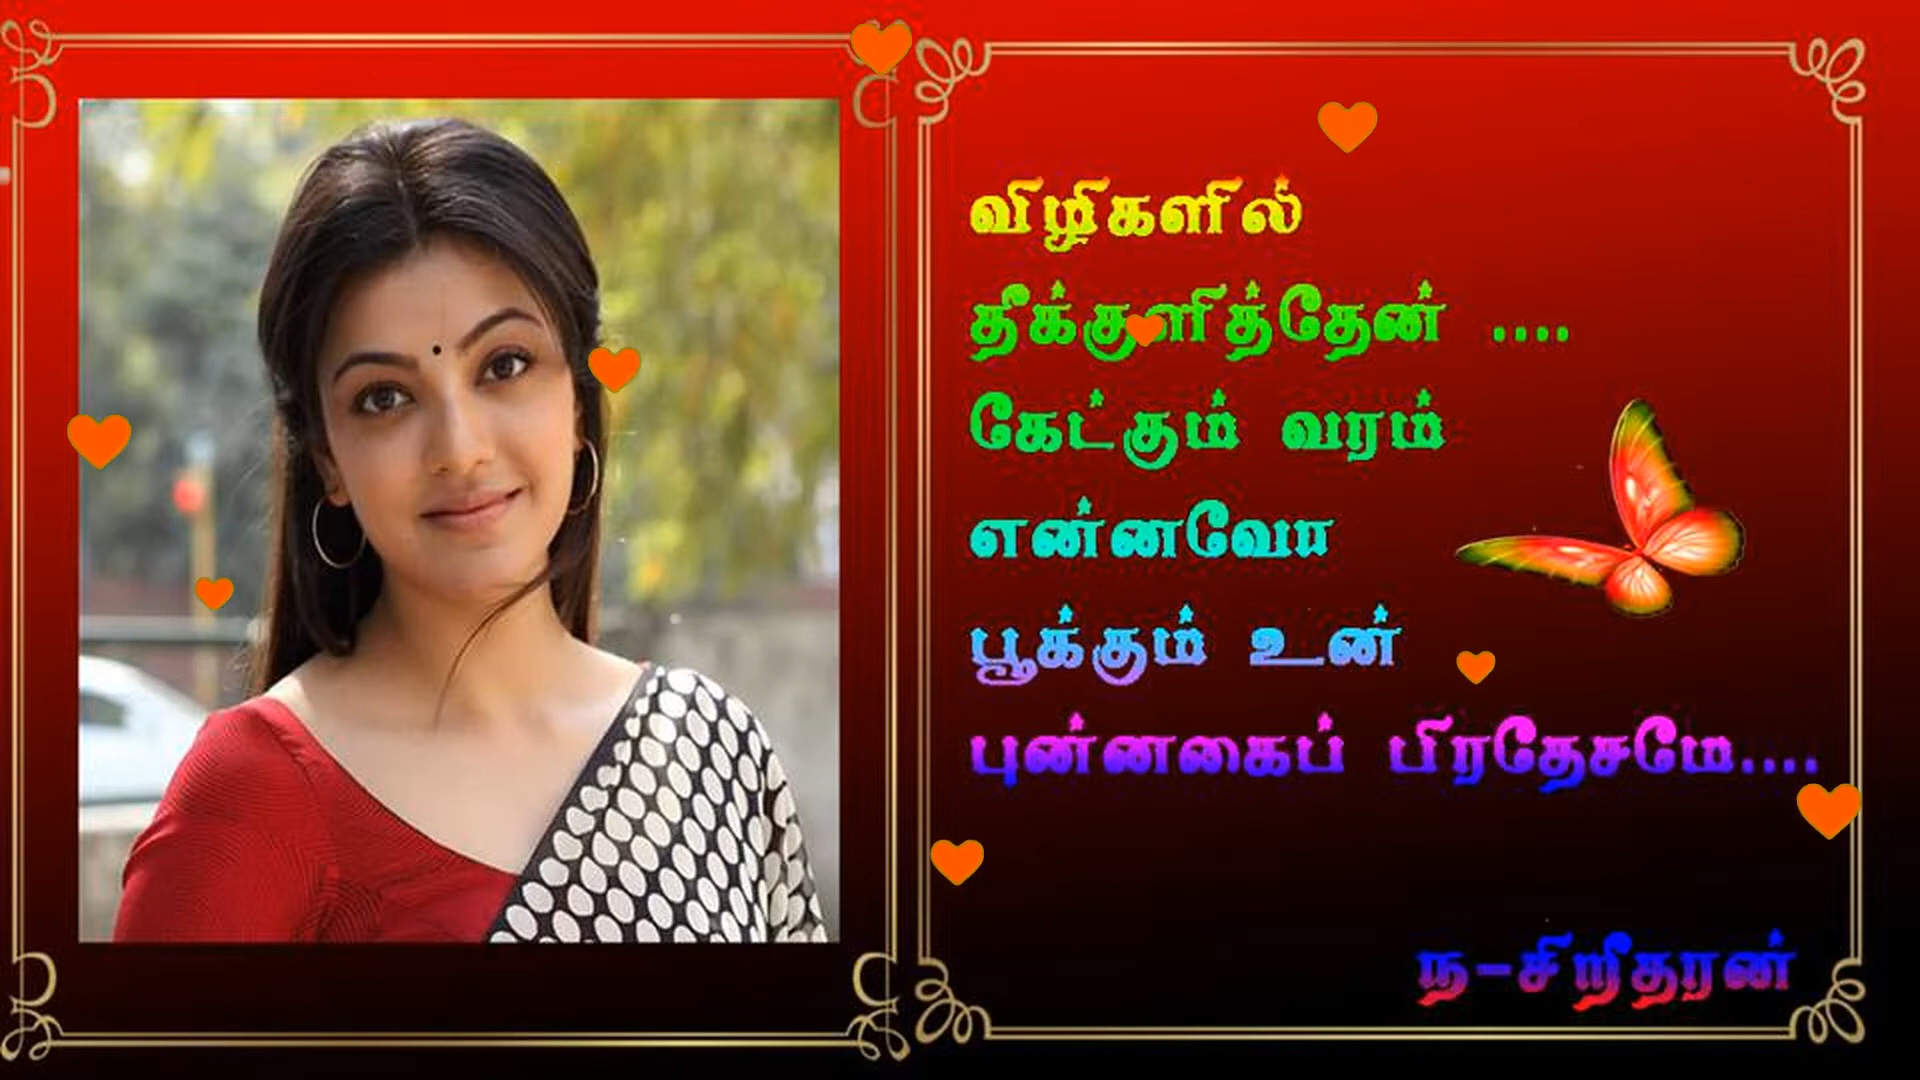 விழிகளில்
தீக்குளித்தேன் ....
கேட்கும் வரம்
என்னவோ
பூக்கும் உன்
புன்னகைப் பிரதேசமே....
ந-சிறீதரன்